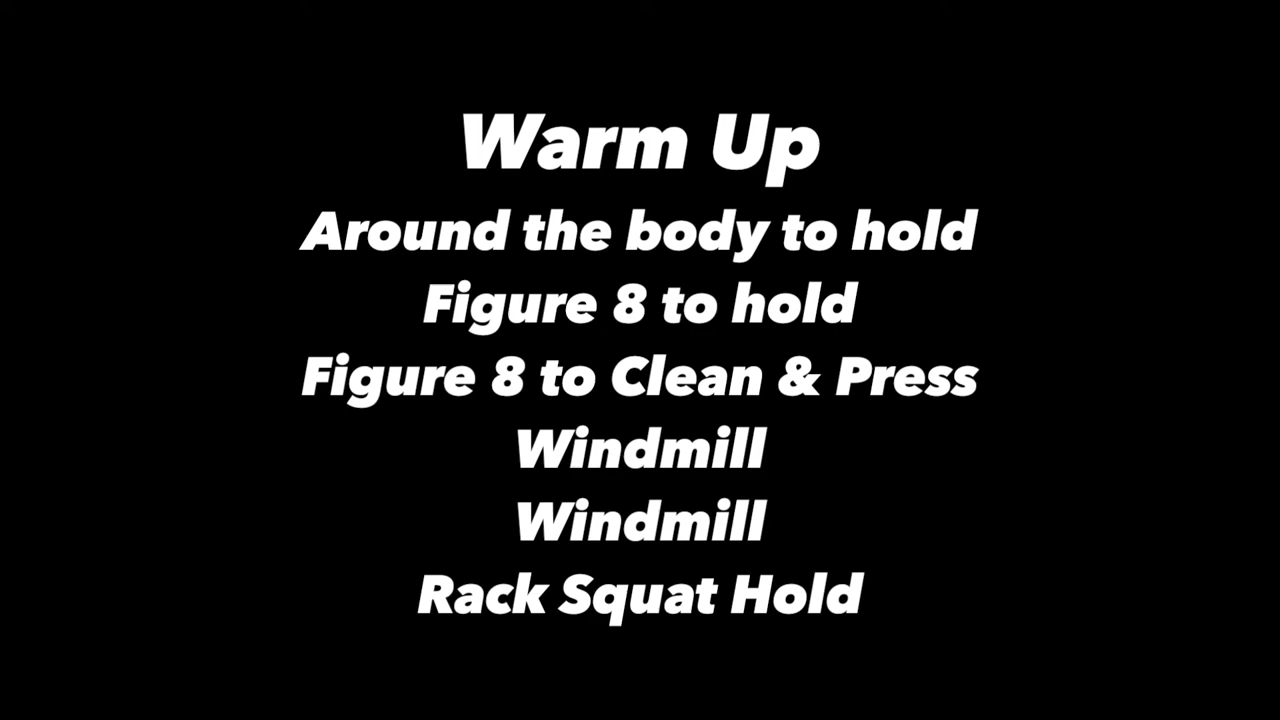 Warm Up
Around the body to hold
Figure 8 to hold
Figure 8 to Clean & Press
Windmill
Windmill
Rack Squat Hold